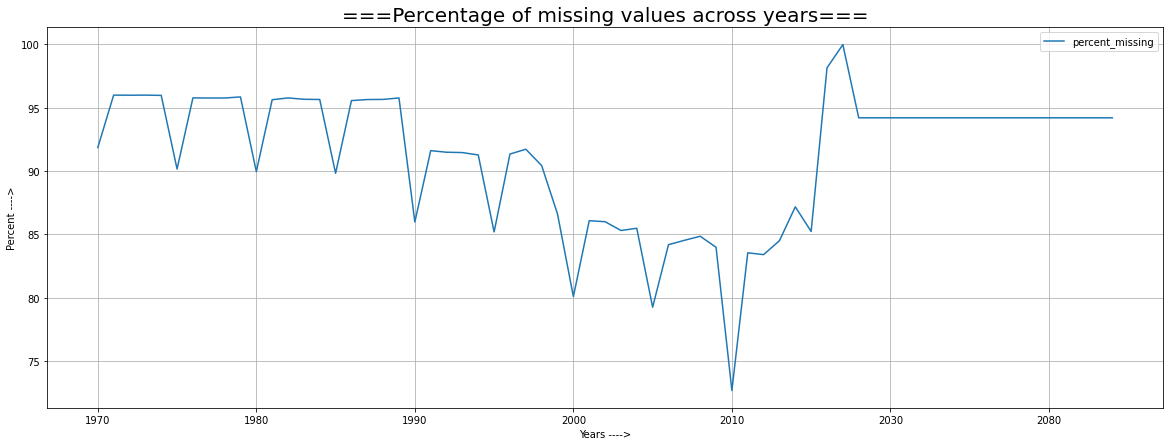 ===Percentage of missing values across years===
percent_missing
100
95
90
85
80
75
Percent ---->
1970 1980 1990 2000 2010 2030 2080
Years ---->